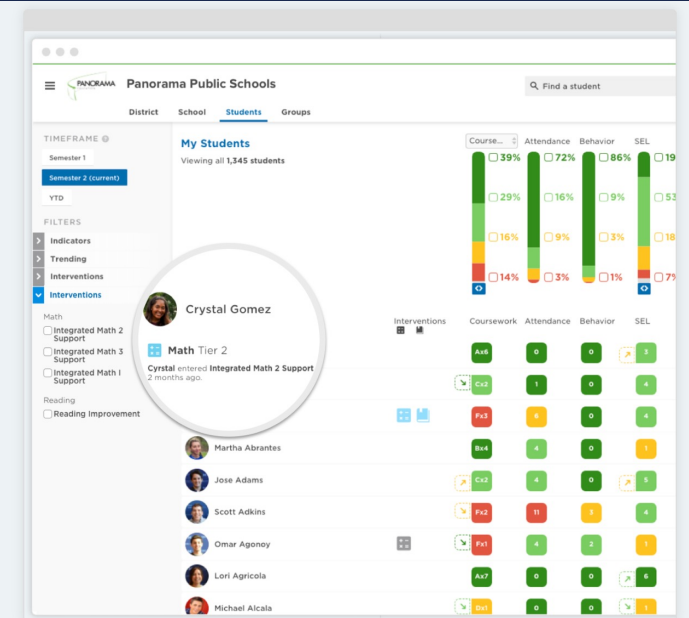 PANORAMA Panorama Public Schools
Find a student
District School Students Groups
TIMEFRAME
Semester 1
Semester 2 (current)
YTD
FILTERS
Indicators
Trending
Interventions
Interventions
Math
Integrated Math 2
Support
Integrated Math 3
Support
Integrated Math I
Support
Reading
Reading Improvement
My Students
Viewing all 1,345 students
Course... Attendance Behavior SEL
39% 72% 86% 19
29% 16% 9% 53
16% 9% 3% 18
14% 3% 1% 7%
Crystal Gomez
Math Tier 2
Cyrstal entered Integrated Math 2 Support
2 months ago.
Interventions Coursework Attendance Behavior SEL
Ax6 0 0 3
Cx2 1 0 4
Fx3 6 0 4
Martha Abrantes Bx4 4 0 1
Jose Adams Cx2 4 0 5
Scott Adkins Fx2 11 3 4
Omar Agonoy Fx1 4 2 1
Lori Agricola Ax7 0 0 6
Michael Alcala Dx1 0 0 1